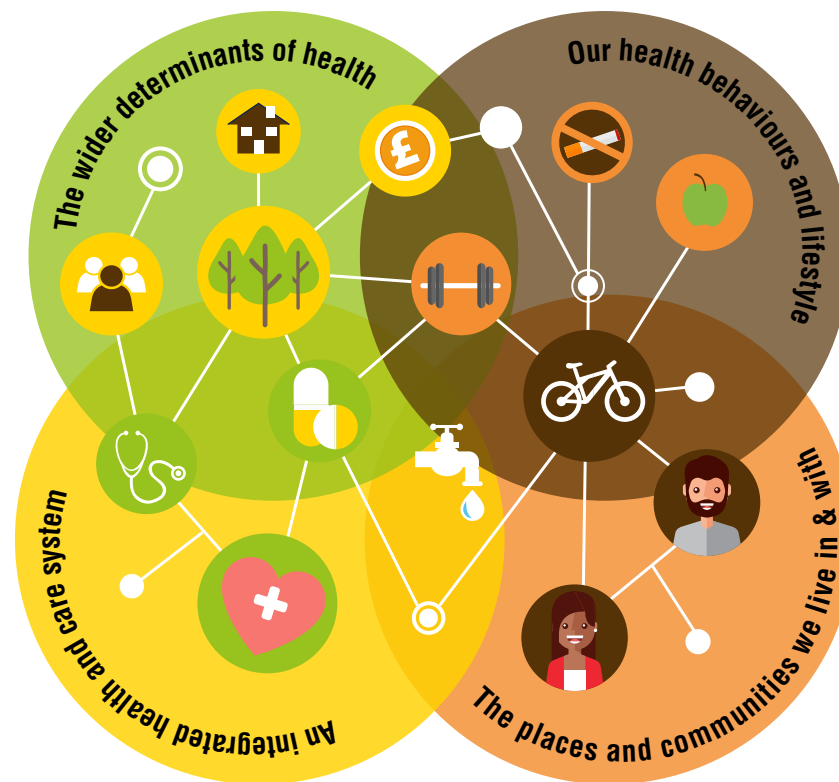 The wider determinants of health
Our health behaviours and lifestyle
£
An integrated health and care system
The places and communities we live in & with